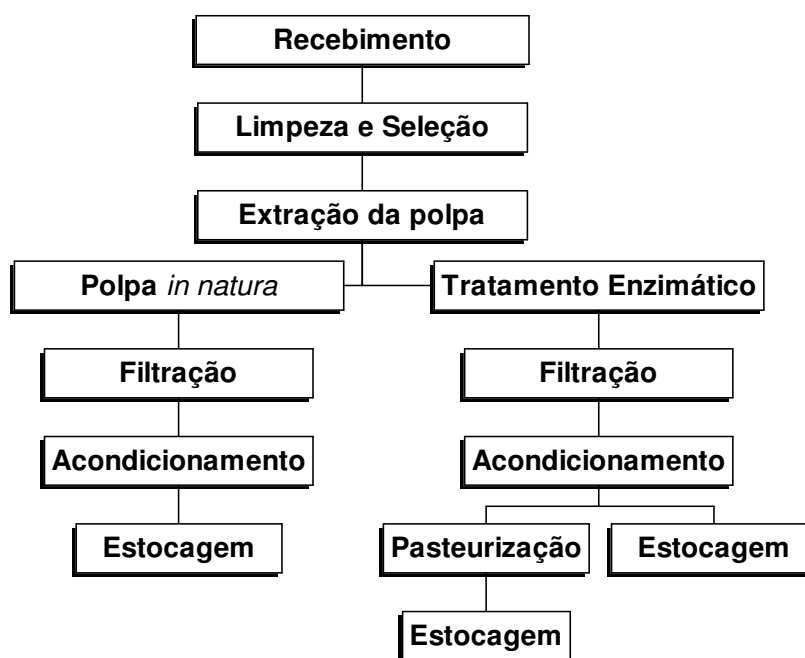 Recebimento
Limpeza e Seleção
Extração da polpa
Polpa in natura
Tratamento Enzimático
Filtração
Filtração
Acondicionamento
Acondicionamento
Estocagem
Pasteurização
Estocagem
Estocagem